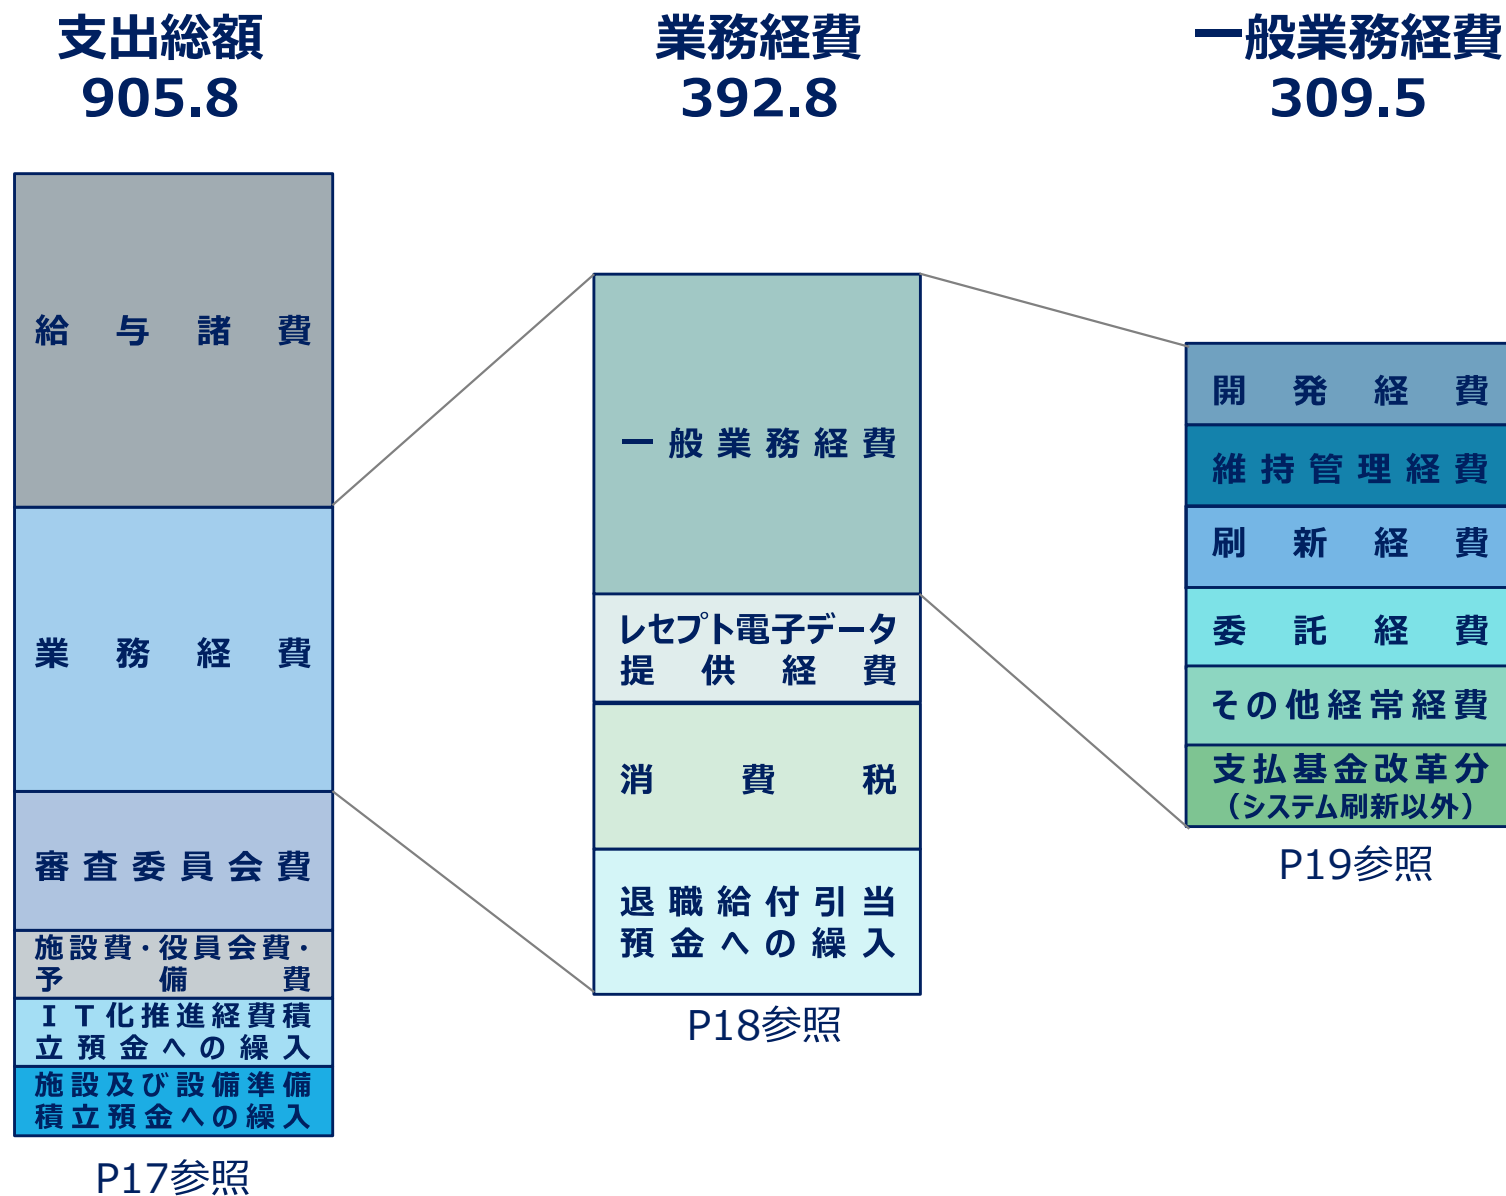 支出総額
905.8
給与諸費
業務経費
審査委員会費
施設費・役員会費・
予備費
ＩＴ化推進経費積
立預金への繰入
施設及び設備準備
積立預金への繰入
P17参照
業務経費
392.8
一般業務経費
レセプト電子データ
提供経費
消費税
退職給付引当
預金への繰入
P18参照
一般業務経費
309.5
開発経費
維持管理経費
刷新経費
委託経費
その他経常経費
支払基金改革分
（システム刷新以外）
P19参照